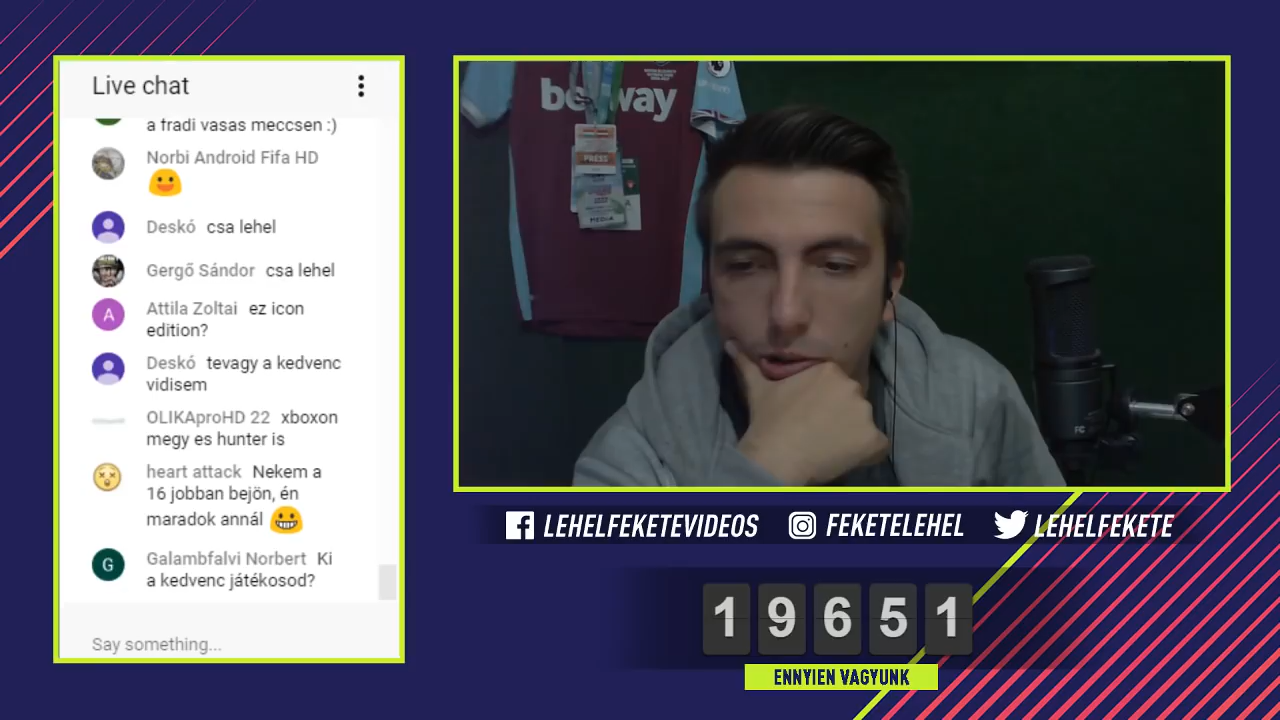 Live chat
a fradi vasas meccsen :)
Norbi Android Fifa HD
Deskó csa lehel
Gergő Sándor csa lehel
A
Attila Zoltai ez icon
edition?
Deskó tevagy a kedvenc
vidisem
OLIKAproHD 22 xboxon
megy es hunter is
heart attack Nekem a
16 jobban bejön, én
maradok annál
G
Galambfalvi Norbert Ki
a kedvenc játékosod?
Say something...
PRESS
MEDIA
LEHELFEKETEVIDEOS
FEKETELEHEL
LEHELFEKETE
19651
ENNYIEN VAGYUNK